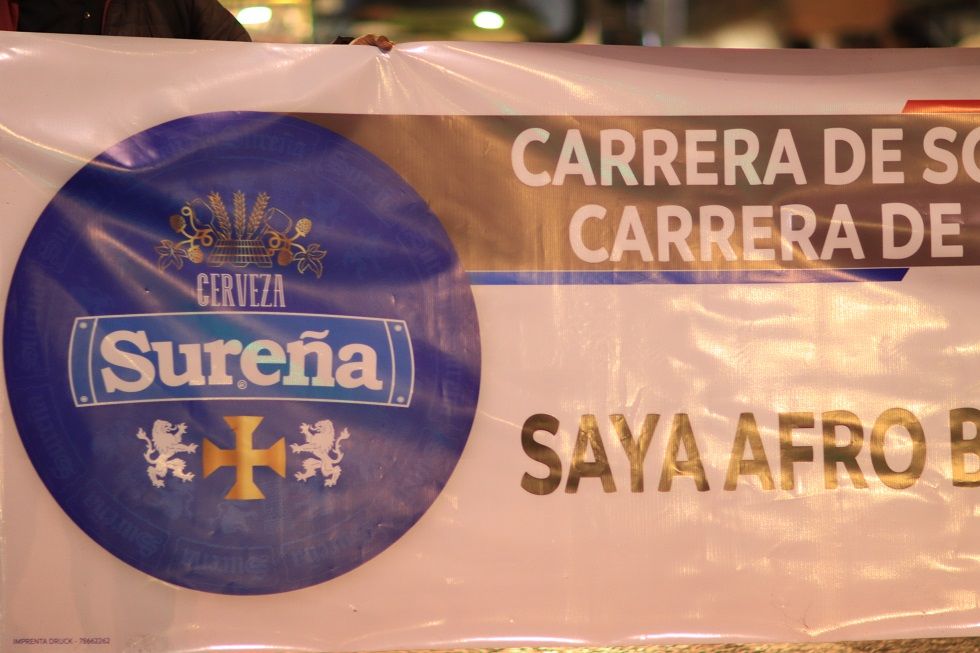 CERVEZA
Sureña
®
CARRERA DE SO
CARRERA DE
SAYA AFRO B
IMPRENTA DRUCK - 78662262